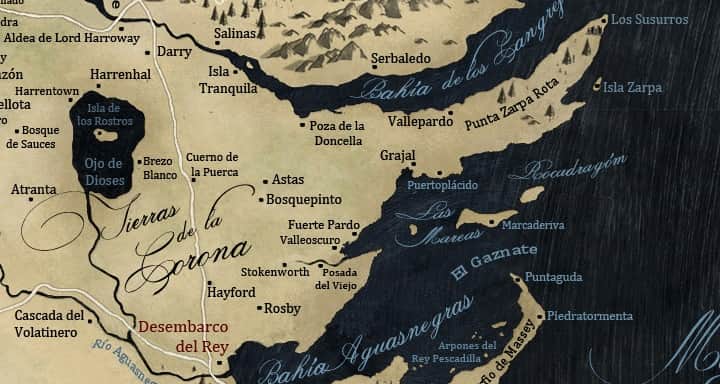 Los Susurros
Aldea de Lord Harroway
Salinas
Darry
Serbaledo
Isla
Tranquila
Bahía de los Cangrejos
Harrenhal
Isla Zarpa
Harrentown
Isla de
los Rostros
Punta Zarpa Rota
Vallepardo
Poza de la
Doncella
Bosque
de Sauces
Ojo de
Dioses
Brezo
Blanco
Cuerno de
la Puerca
Grajal
Rocadragón
Puertoplácido
Atranta
Astas
Bosquepinto
Tierras
de la
Corona
Las
Mareas
Marcaderiva
Fuerte Pardo
Valleoscuro
Gaznate
Stokenworth
Posada
del Viejo
Puntaguda
Hayford
Rosby
Cascada del
Volatinero
Desembarco
del Rey
Piedratormenta
Bahía Aguasnegras
Arpones del
Rey Pescadilla
de Massey